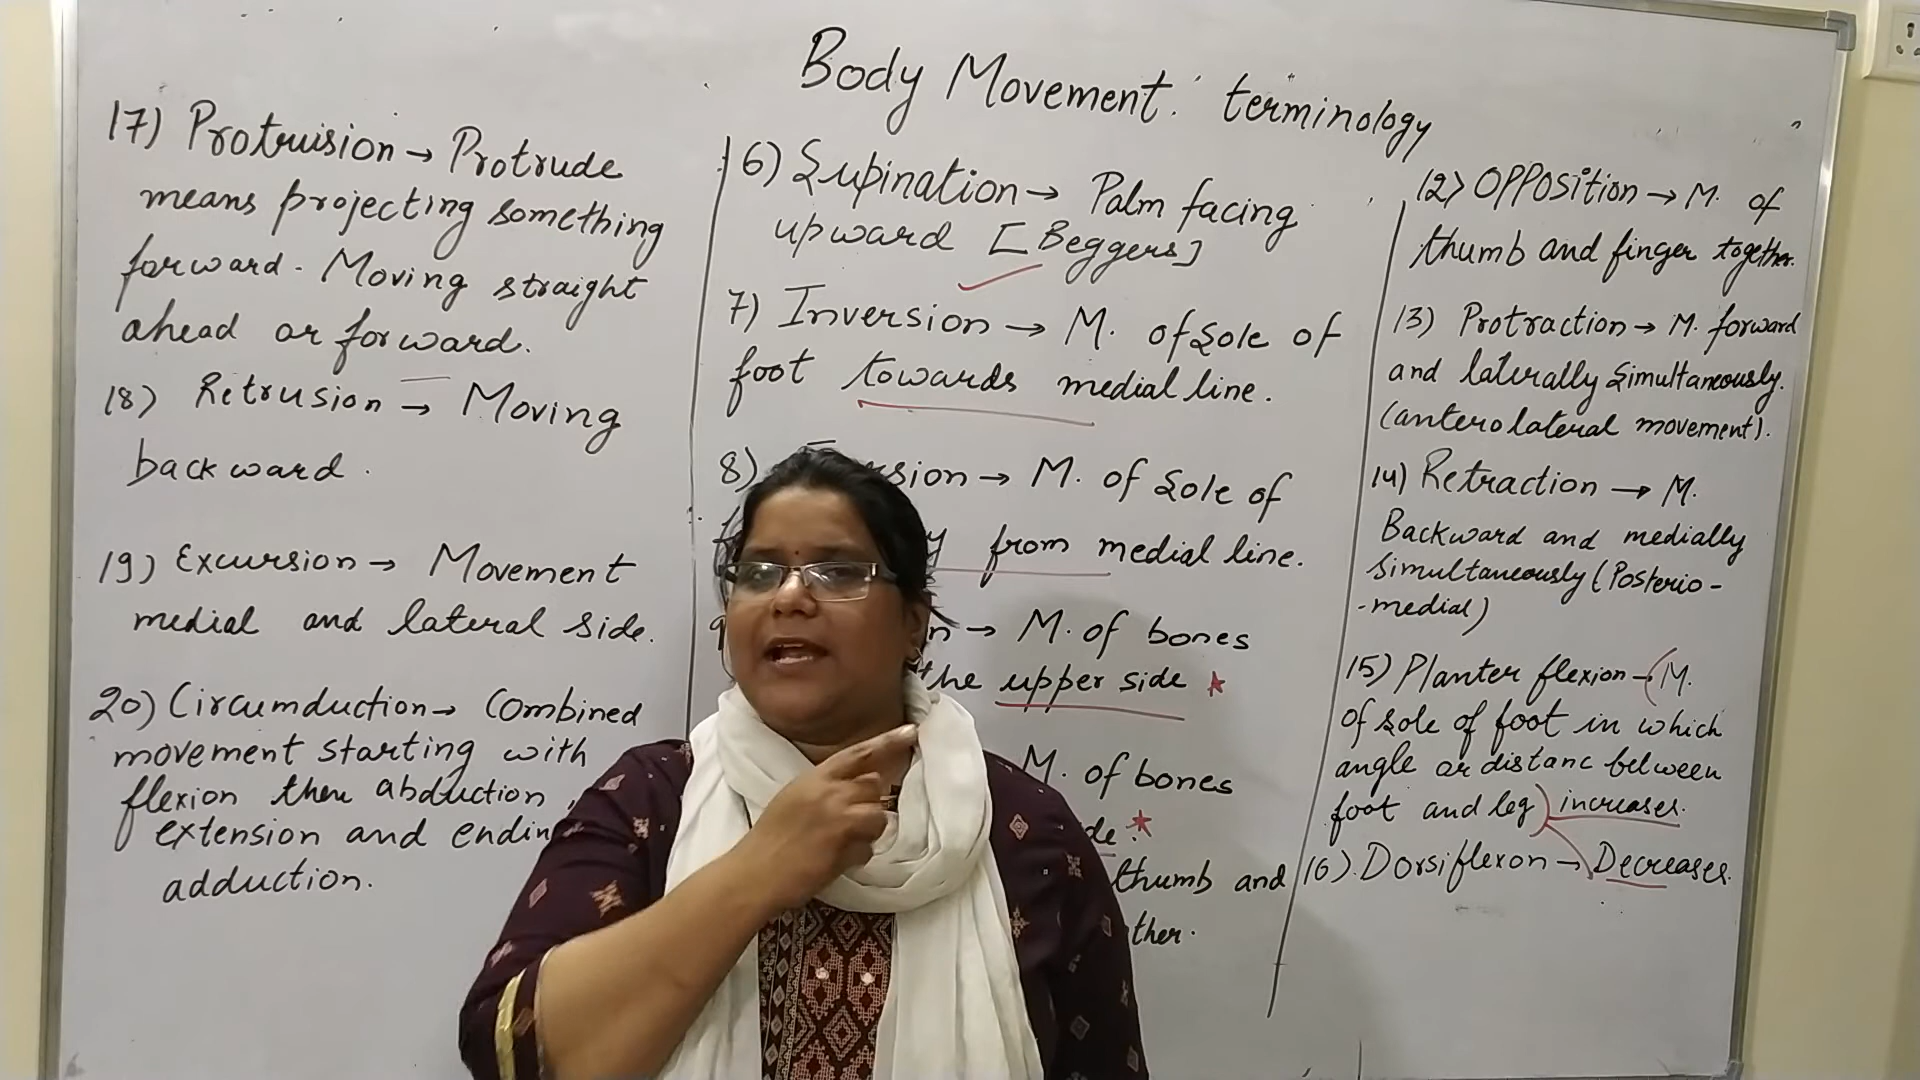 Body Movement: terminology
17) Protruision → Protrude
means projecting something
forward. Moving straight
ahead or forward.
18) Retrusion → Moving
backward.
19) Excursion → Movement
medial and lateral side.
20) Circumduction → Combined
movement starting with
flexion then abduction,
extension and endin
adduction.
6) Supination → Palm facing
upward [Beggers]
7) Inversion → M. of sole of
foot towards medial line.
8) sion → M. of sole of
from medial line.
n → M. of bones
the upper side *
M. of bones
de. *
thumb and
ther.
12) OPPOSition → M. of
thumb and finger together.
13) Protraction → M. forward
and laterally simultaneously.
(anterolateral movement).
14) Retraction → M.
Backward and medially
simultaneously (Posterio-
-medial)
15) Planter flexion → (M.
of sole of foot in which
angle or distanc between
foot and leg) increases.
16). Dorsiflexon → Decreases.